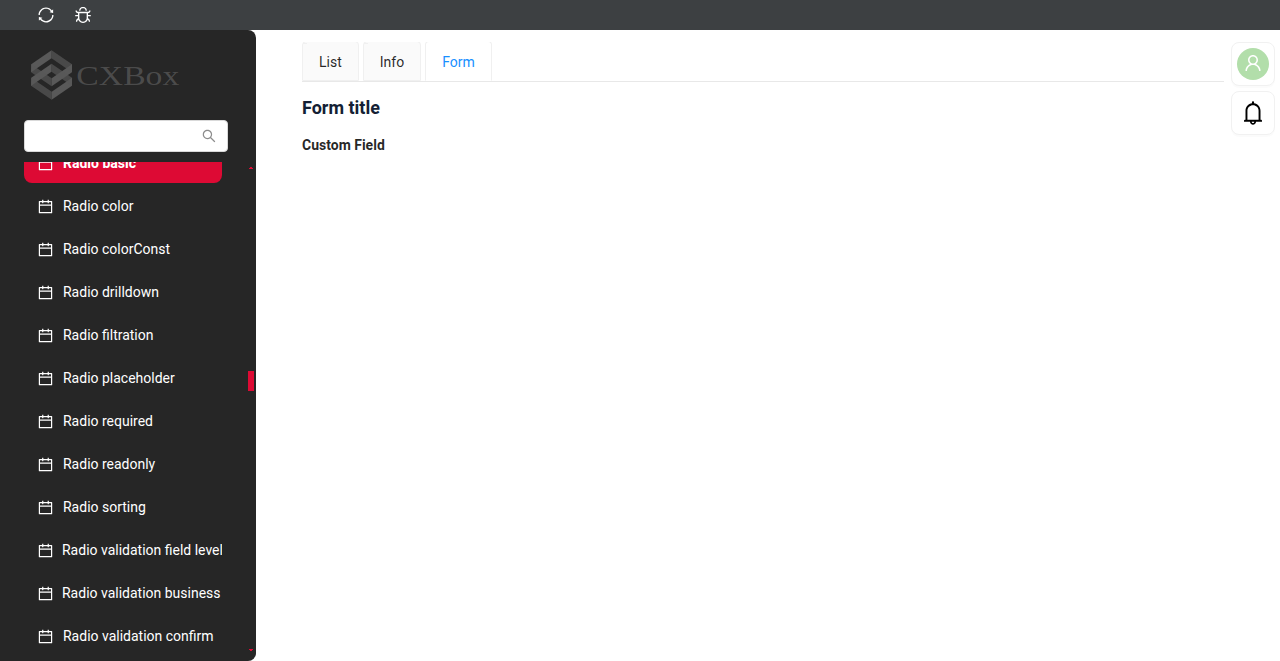 CXBox
Radio basic
Radio color
Radio colorConst
Radio drilldown
Radio filtration
Radio placeholder
Radio required
Radio readonly
Radio sorting
Radio validation field level
Radio validation business
Radio validation confirm
List Info Form
Form title
Custom Field